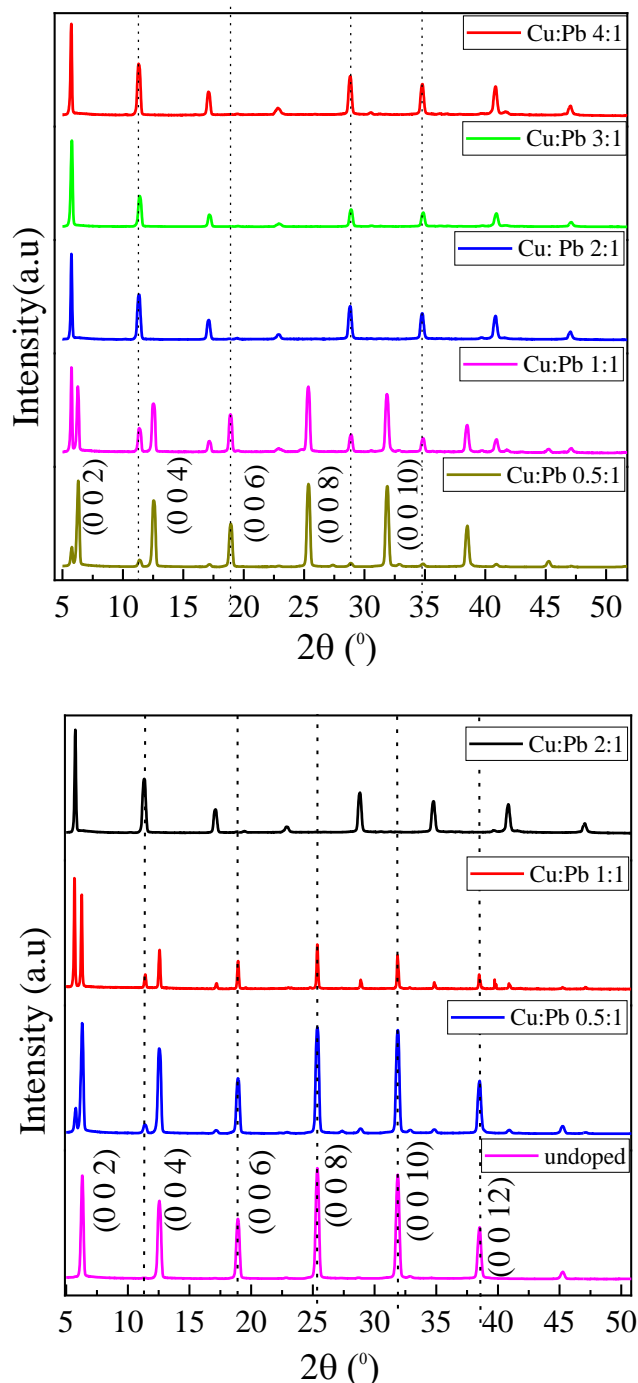 Cu:Pb 4:1
Cu:Pb 3:1
Cu: Pb 2:1
Cu:Pb 1:1
Cu:Pb 0.5:1
Intensity(a.u)
(0 0 2)
(0 0 4)
(0 0 6)
(0 0 8)
(0 0 10)
5 10 15 20 25 30 35 40 45 50
2θ (⁰)
Cu:Pb 2:1
Cu:Pb 1:1
Cu:Pb 0.5:1
undoped
Intensity (a.u)
(0 0 2)
(0 0 4)
(0 0 6)
(0 0 8)
(0 0 10)
(0 0 12)
5 10 15 20 25 30 35 40 45 50
2θ (⁰)